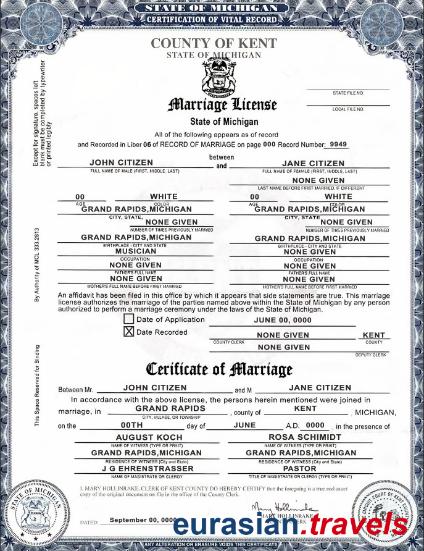 STATE OF MICHIGAN
CERTIFICATION OF VITAL RECORD
COUNTY OF KENT
STATE OF MICHIGAN
Marriage License
STATE FILE NO.
LOCAL FILE NO.
State of Michigan
All of the following appears as of record
and Recorded in Liber 06 of RECORD OF MARRIAGE on page 000 Record Number: 9949
between
JOHN CITIZEN and JANE CITIZEN
FULL NAME OF MALE (FIRST, MIDDLE, LAST) FULL NAME OF FEMALE (FIRST, MIDDLE, LAST)
NONE GIVEN
LAST NAME BEFORE FIRST MARRIED, IF DIFFERENT
00 WHITE 00 WHITE
AGE COLOR AGE COLOR
GRAND RAPIDS,MICHIGAN GRAND RAPIDS,MICHIGAN
CITY, STATE, CITY, STATE,
NONE GIVEN NONE GIVEN
NUMBER OF TIMES PREVIOUSLY MARRIED NUMBER OF TIMES PREVIOUSLY MARRIED
GRAND RAPIDS,MICHIGAN GRAND RAPIDS,MICHIGAN
BIRTHPLACE - CITY AND STATE BIRTHPLACE - CITY AND STATE
MUSICIAN NONE GIVEN
OCCUPATION OCCUPATION
NONE GIVEN NONE GIVEN
FATHER'S FULL NAME FATHER'S FULL NAME
NONE GIVEN NONE GIVEN
MOTHER'S FULL NAME BEFORE FIRST MARRIED MOTHER'S FULL NAME BEFORE FIRST MARRIED
An affidavit has been filed in this office by which it appears that side statements are true. This marriage
license authorizes the marriage of the parties named above within the State of Michigan by any person
authorized to perform a marriage ceremony under the laws of the State of Michigan.
Date of Application JUNE 00, 0000
X Date Recorded NONE GIVEN KENT
COUNTY CLERK COUNTY
NONE GIVEN
DEPUTY CLERK
Certificate of Marriage
Between Mr. JOHN CITIZEN and M JANE CITIZEN
In accordance with the above license, the persons herein mentioned were joined in
marriage, in GRAND RAPIDS , county of KENT , MICHIGAN,
CITY, VILLAGE, OR TOWNSHIP
on the 00TH day of JUNE A.D. 0000 in the presence of
AUGUST KOCH ROSA SCHMIDT
NAME OF WITNESS (TYPE OR PRINT) NAME OF WITNESS (TYPE OR PRINT)
GRAND RAPIDS,MICHIGAN GRAND RAPIDS,MICHIGAN
RESIDENCE OF WITNESS (City and State) RESIDENCE OF WITNESS (City and State)
J G EHRENSTRASSER PASTOR
NAME OF MAGISTRATE OR CLERGY TITLE OF MAGISTRATE OR CLERGY (TYPE OR PRINT)
I, MARY HOLLINRAKE, CLERK OF KENT COUNTY DO HEREBY CERTIFY that the foregoing is a true and exact
copy of the original document on file in the office of the County Clerk.
Mary Hollinrake
MARY HOLLINRAKE
DATED: September 00, 0000
eurasian.travels
ANY ALTERATION OR ERASURE VOIDS THIS CERTIFICATE
Except for signature, spaces left
blank must be completed by typewriter
or printed legibly
By Authority of MCL 333.2813
This Space Reserved for Binding